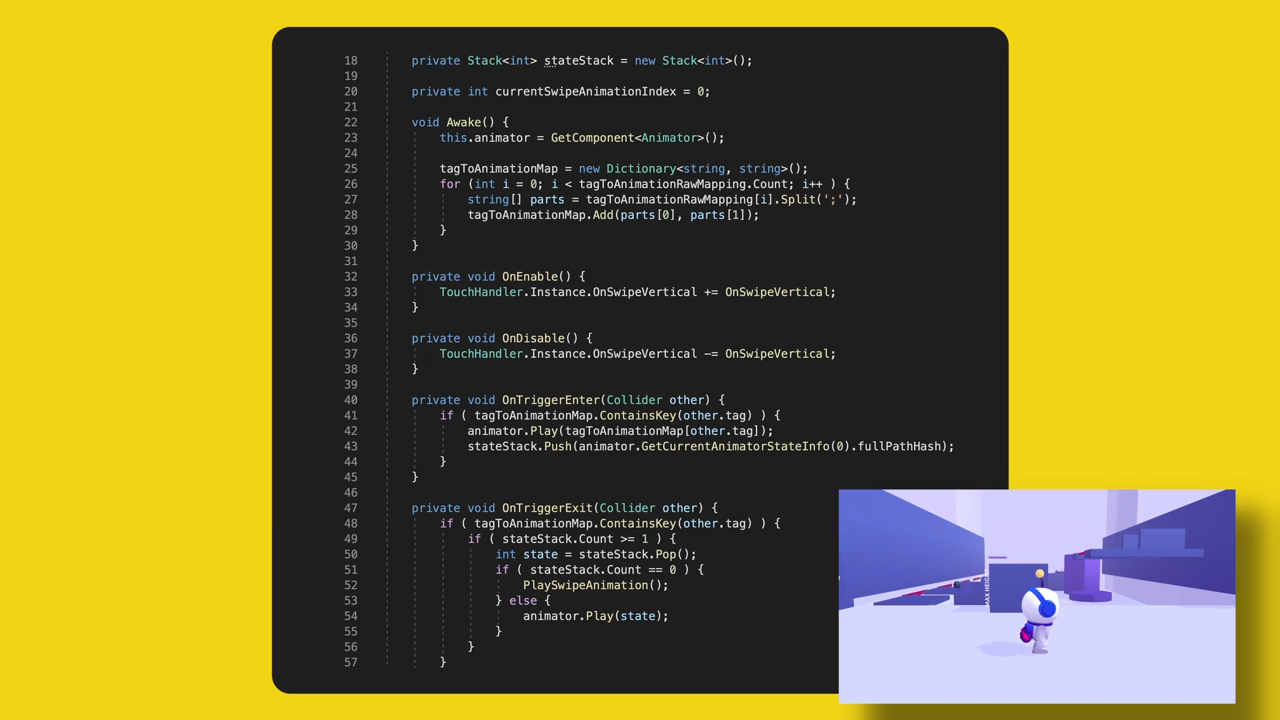 18 private Stack<int> stateStack = new Stack<int>();
19
20 private int currentSwipeAnimationIndex = 0;
21
22 void Awake() {
23 this.animator = GetComponent<Animator>();
24
25 tagToAnimationMap = new Dictionary<string, string>();
26 for (int i = 0; i < tagToAnimationRawMapping.Count; i++ ) {
27 string[] parts = tagToAnimationRawMapping[i].Split(';');
28 tagToAnimationMap.Add(parts[0], parts[1]);
29 }
30 }
31
32 private void OnEnable() {
33 TouchHandler.Instance.OnSwipeVertical += OnSwipeVertical;
34 }
35
36 private void OnDisable() {
37 TouchHandler.Instance.OnSwipeVertical -= OnSwipeVertical;
38 }
39
40 private void OnTriggerEnter(Collider other) {
41 if ( tagToAnimationMap.ContainsKey(other.tag) ) {
42 animator.Play(tagToAnimationMap[other.tag]);
43 stateStack.Push(animator.GetCurrentAnimatorStateInfo(0).fullPathHash);
44 }
45 }
46
47 private void OnTriggerExit(Collider other) {
48 if ( tagToAnimationMap.ContainsKey(other.tag) ) {
49 if ( stateStack.Count >= 1 ) {
50 int state = stateStack.Pop();
51 if ( stateStack.Count == 0 ) {
52 PlaySwipeAnimation();
53 } else {
54 animator.Play(state);
55 }
56 }
57 }
MAX HEIG